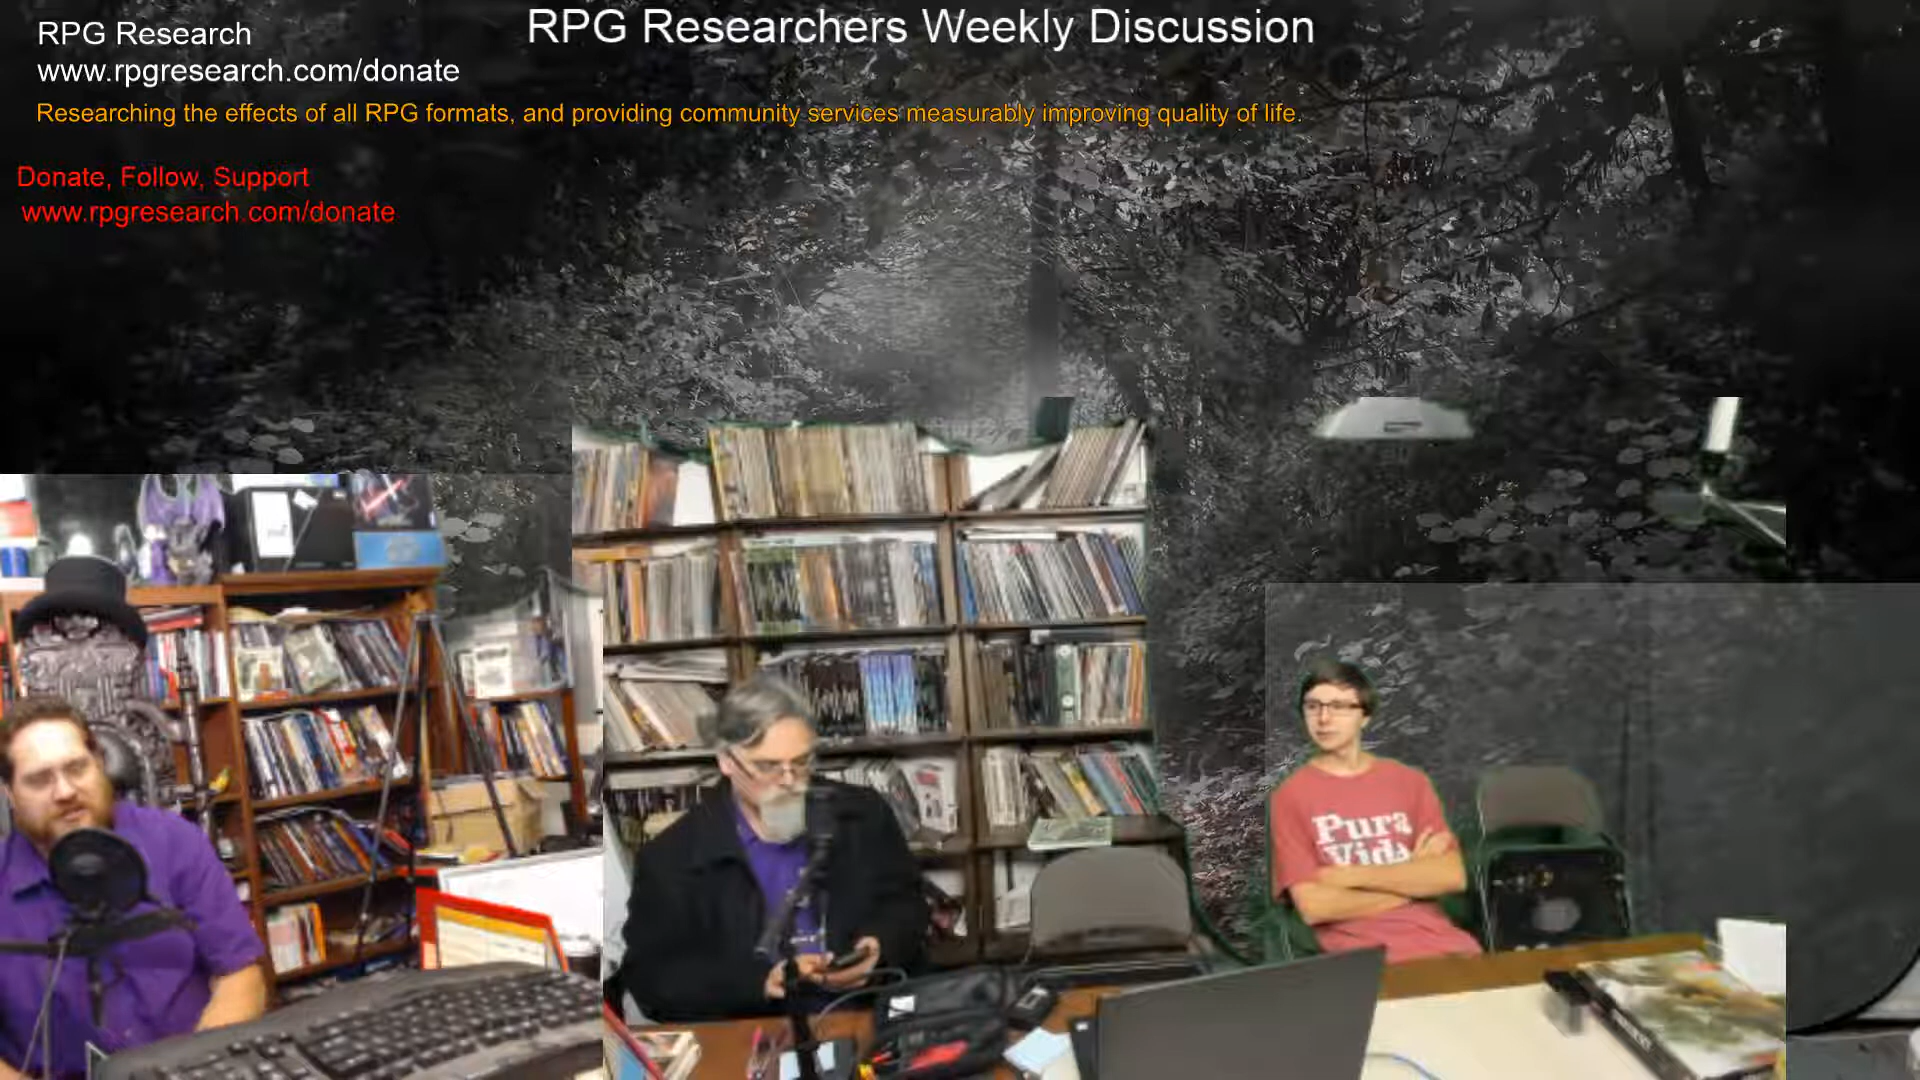 RPG Researchers Weekly Discussion
RPG Research
www.rpgresearch.com/donate
Researching the effects of all RPG formats, and providing community services measurably improving quality of life.
Donate, Follow, Support
www.rpgresearch.com/donate
Pura
Vida